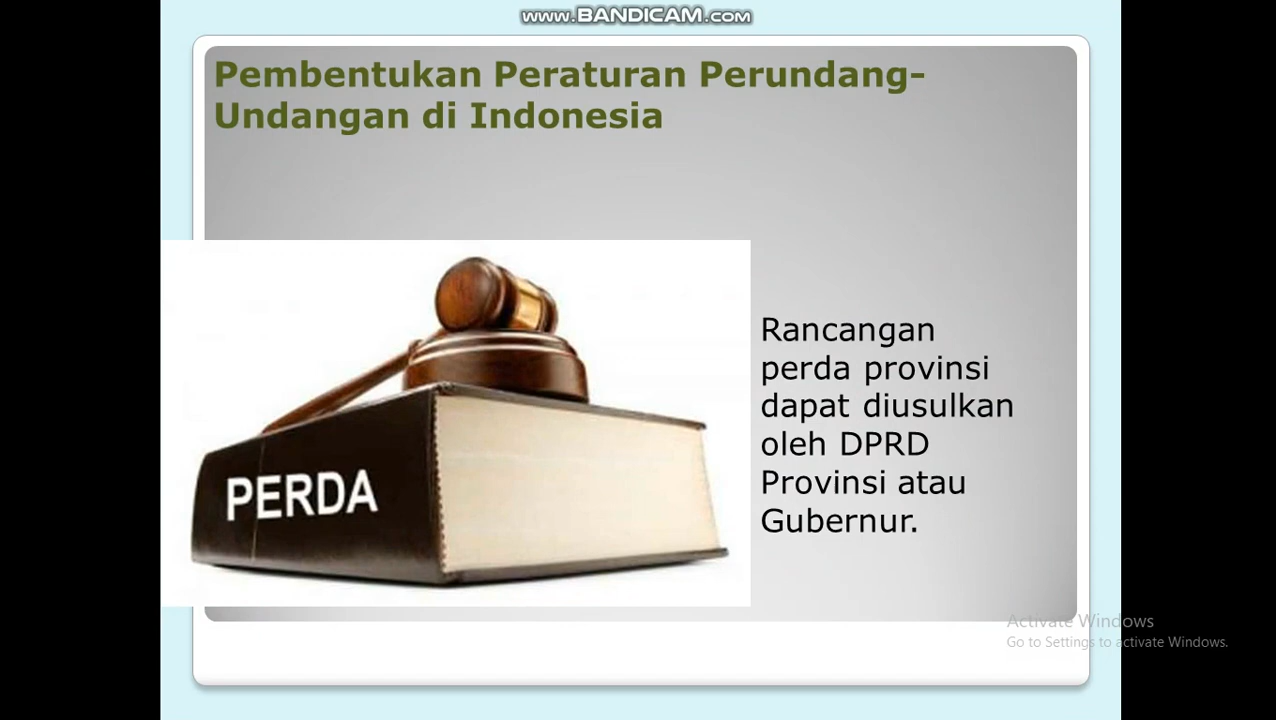 www.BANDICAM.com
Pembentukan Peraturan Perundang-
Undangan di Indonesia
PERDA
Rancangan
perda provinsi
dapat diusulkan
oleh DPRD
Provinsi atau
Gubernur.
Activate Windows
Go to Settings to activate Windows.